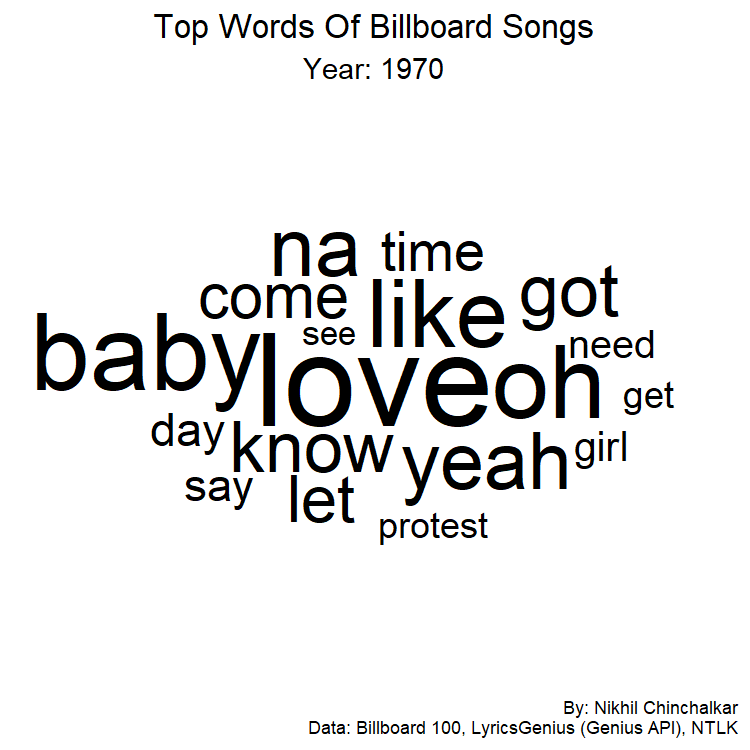 Top Words Of Billboard Songs
Year: 1970
na
time
come
like
got
see
baby
love
oh
need
get
day
know
yeah
girl
say
let
protest
By: Nikhil Chinchalkar
Data: Billboard 100, LyricsGenius (Genius API), NTLK